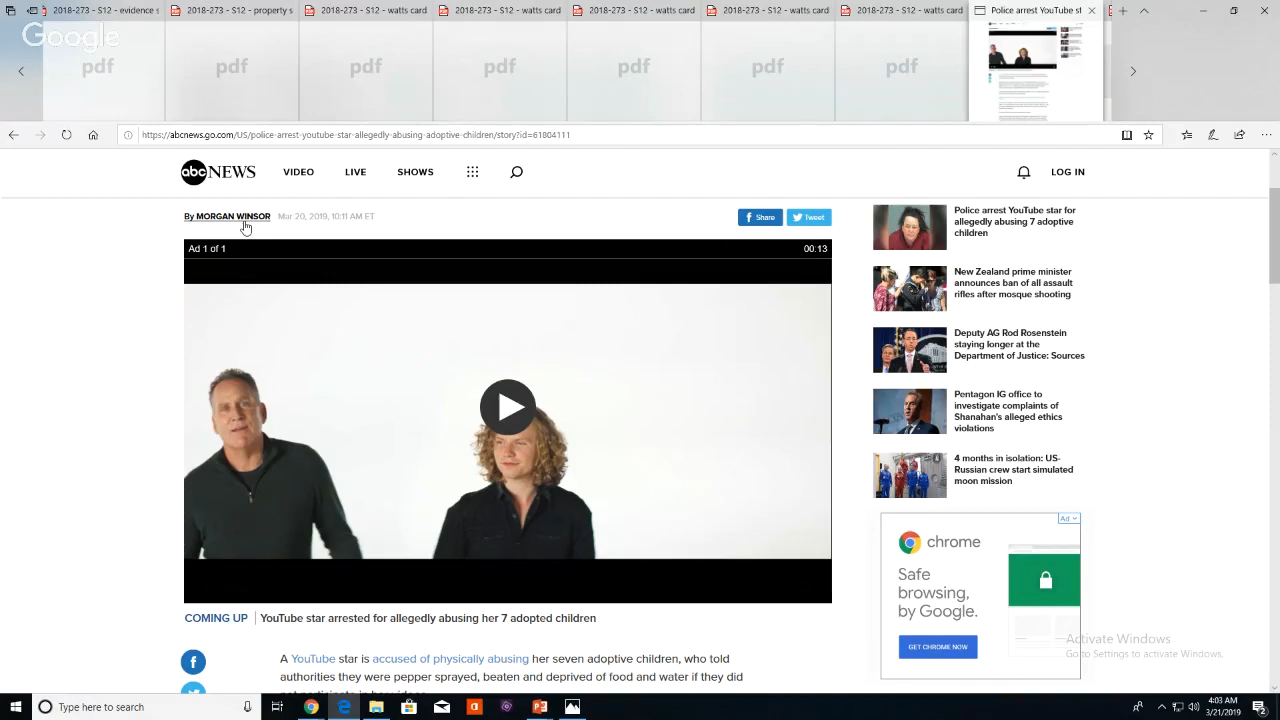 2018-273 - S12 - evidence
2018-273 - S12 - property
2018-273 - S12 - watts card
2018-273 - S12 - watts card
2018-273 - S12 - watts card
2018-273 - S12 - watts card
Police arrest YouTube st
pdf pdf pdf pdf
https://abcnews.go.com/US/police-arrest-youtube-star-allegedly-abusing-adoptive-children/story?id=6180
abc NEWS VIDEO LIVE SHOWS LOG IN
By MORGAN WINSOR Mar 20, 2019, 10:11 AM ET
Share Tweet
Ad 1 of 1 00:13
COMING UP | YouTube star arrested for allegedly abusing her 7 adopted children
A YouTube star is accused of physically abusing her seven adoptive children, who told
authorities they were pepper sprayed, beaten and deprived of food and water if they did
Police arrest YouTube star for
allegedly abusing 7 adoptive
children
New Zealand prime minister
announces ban of all assault
rifles after mosque shooting
Deputy AG Rod Rosenstein
staying longer at the
Department of Justice: Sources
Pentagon IG office to
investigate complaints of
Shanahan's alleged ethics
violations
4 months in isolation: US-
Russian crew start simulated
moon mission
Ad
chrome
Safe
browsing,
by Google.
GET CHROME NOW
Activate Windows
Go to Settings to activate Windows.
Type here to search
4:03 AM
3/21/2019